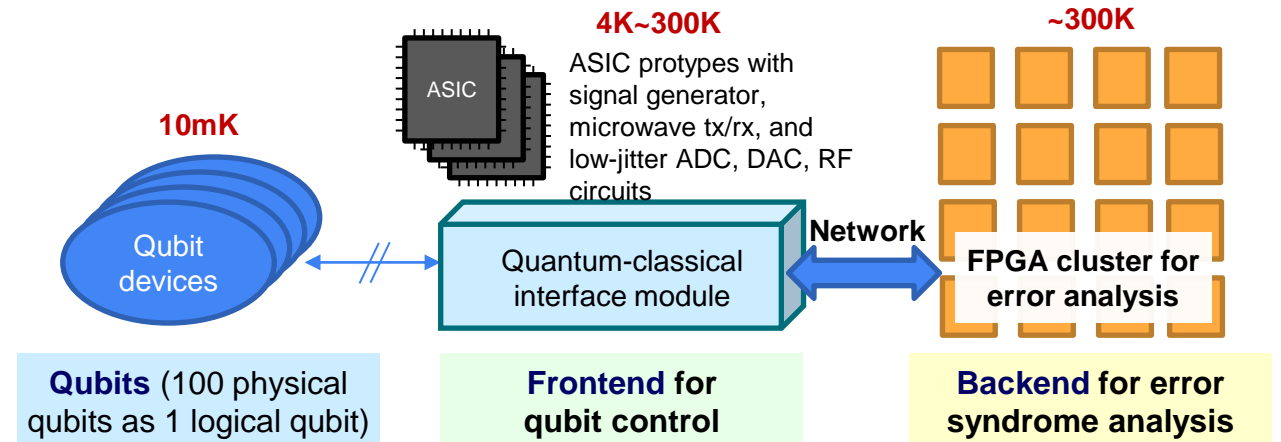 10mK
Qubit
devices
Qubits (100 physical
qubits as 1 logical qubit)
4K~300K
ASIC
ASIC protypes with
signal generator,
microwave tx/rx, and
low-jitter ADC, DAC, RF
circuits
Quantum-classical
interface module
Frontend for
qubit control
Network
~300K
FPGA cluster for
error analysis
Backend for error
syndrome analysis